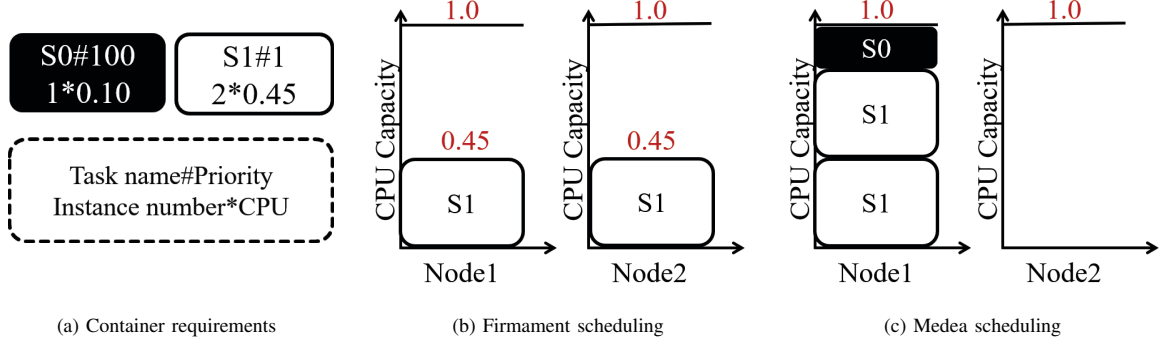 S0#100
1*0.10
S1#1
2*0.45
Task name#Priority
Instance number*CPU
(a) Container requirements
CPU Capacity
1.0
0.45
S1
Node1
CPU Capacity
1.0
0.45
S1
Node2
(b) Firmament scheduling
CPU Capacity
1.0
S0
S1
S1
Node1
CPU Capacity
1.0
Node2
(c) Medea scheduling